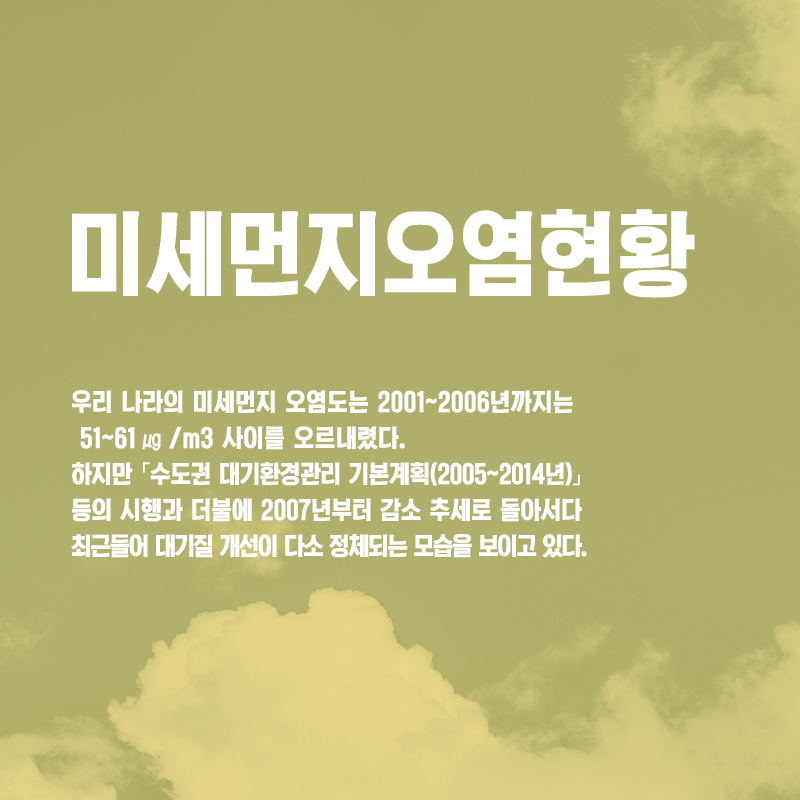 미세먼지오염현황
우리 나라의 미세먼지 오염도는 2001~2006년까지는
51~61㎍/m3 사이를 오르내렸다.
하지만 「수도권 대기환경관리 기본계획(2005~2014년)」
등의 시행과 더불에 2007년부터 감소 추세로 돌아서다
최근들어 대기질 개선이 다소 정체되는 모습을 보이고 있다.